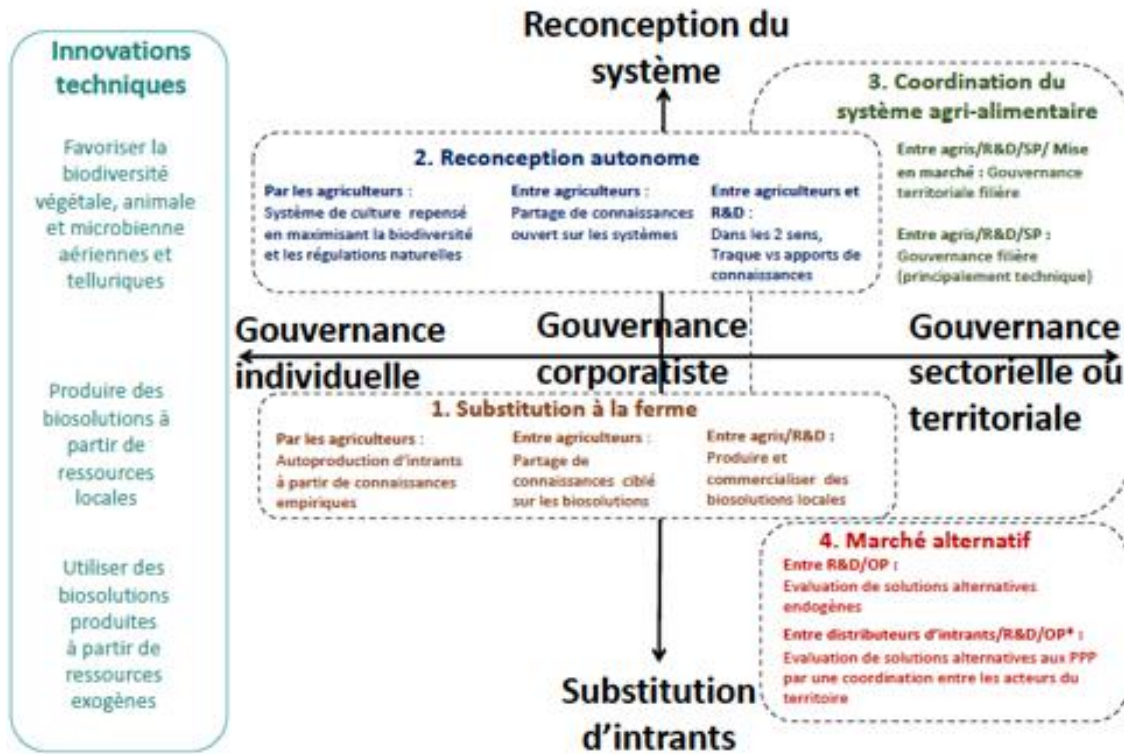 Innovations
techniques
Favoriser la
biodiversité
végétale, animale
et microbienne
aériennes et
telluriques
Produire des
biosolutions à
partir de
ressources
locales
Utiliser des
biosolutions
produites
à partir de
ressources
exogènes
Reconception du
système
2. Reconception autonome
Par les agriculteurs :
Système de culture repensé
en maximisant la biodiversité
et les régulations naturelles
Entre agriculteurs :
Partage de connaissances
ouvert sur les systèmes
Entre agriculteurs et
R&D :
Dans les 2 sens,
Traque vs apports de
connaissances
3. Coordination du
système agri-alimentaire
Entre agris/R&D/SP/ Mise
en marché : Gouvernance
territoriale filière
Entre agris/R&D/SP :
Gouvernance filière
(principalement technique)
Gouvernance
individuelle
Gouvernance
corporatiste
Gouvernance
sectorielle ou
territoriale
1. Substitution à la ferme
Par les agriculteurs :
Autoproduction d'intrants
à partir de connaissances
empiriques
Entre agriculteurs :
Partage de
connaissances ciblé
sur les biosolutions
Entre agris/R&D :
Produire et
commercialiser des
biosolutions locales
4. Marché alternatif
Entre R&D/OP :
Evaluation de solutions alternatives
endogènes
Entre distributeurs d'intrants/R&D/OP* :
Evaluation de solutions alternatives aux PPP
par une coordination entre les acteurs du
territoire
Substitution
d'intrants